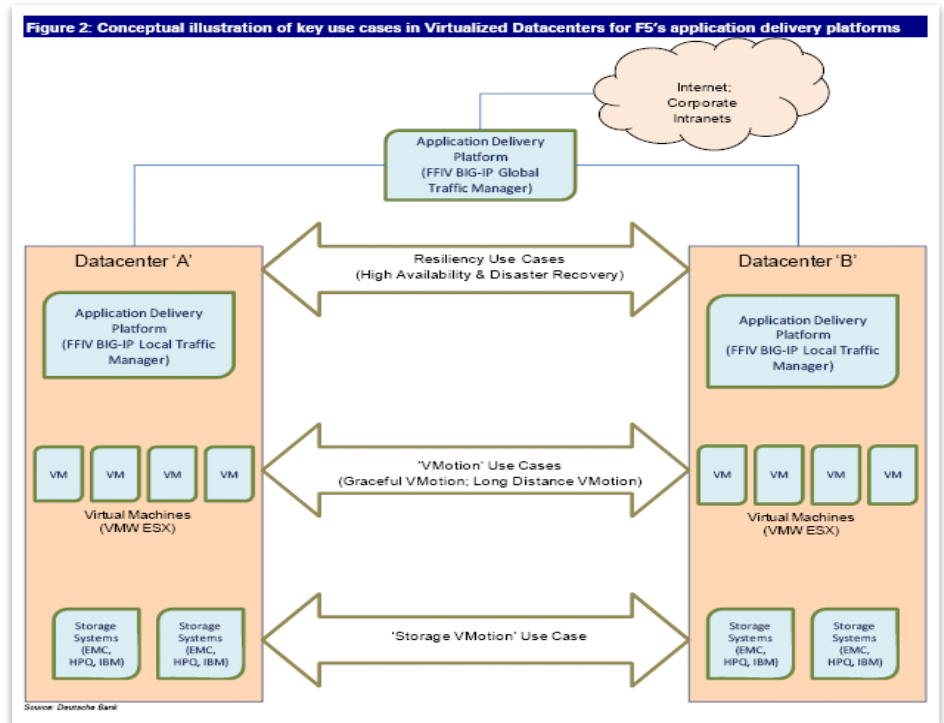 Figure 2: Conceptual illustration of key use cases in Virtualized Datacenters for F5's application delivery platforms
Internet;
Corporate
Intranets
Application Delivery
Platform
(FFIV BIG-IP Global
Traffic Manager)
Datacenter 'A'
Resiliency Use Cases
(High Availability & Disaster Recovery)
Datacenter 'B'
Application Delivery
Platform
(FFIV BIG-IP Local Traffic
Manager)
Application Delivery
Platform
(FFIV BIG-IP Local Traffic
Manager)
VM
VM
VM
VM
Virtual Machines
(VMW ESX)
'VMotion' Use Cases
(Graceful VMotion; Long Distance VMotion)
VM
VM
VM
VM
Virtual Machines
(VMW ESX)
Storage
Systems
(EMC,
HPQ, IBM)
Storage
Systems
(EMC,
HPQ, IBM)
'Storage VMotion' Use Case
Storage
Systems
(EMC,
HPQ, IBM)
Storage
Systems
(EMC,
HPQ, IBM)
Source: Deutsche Bank